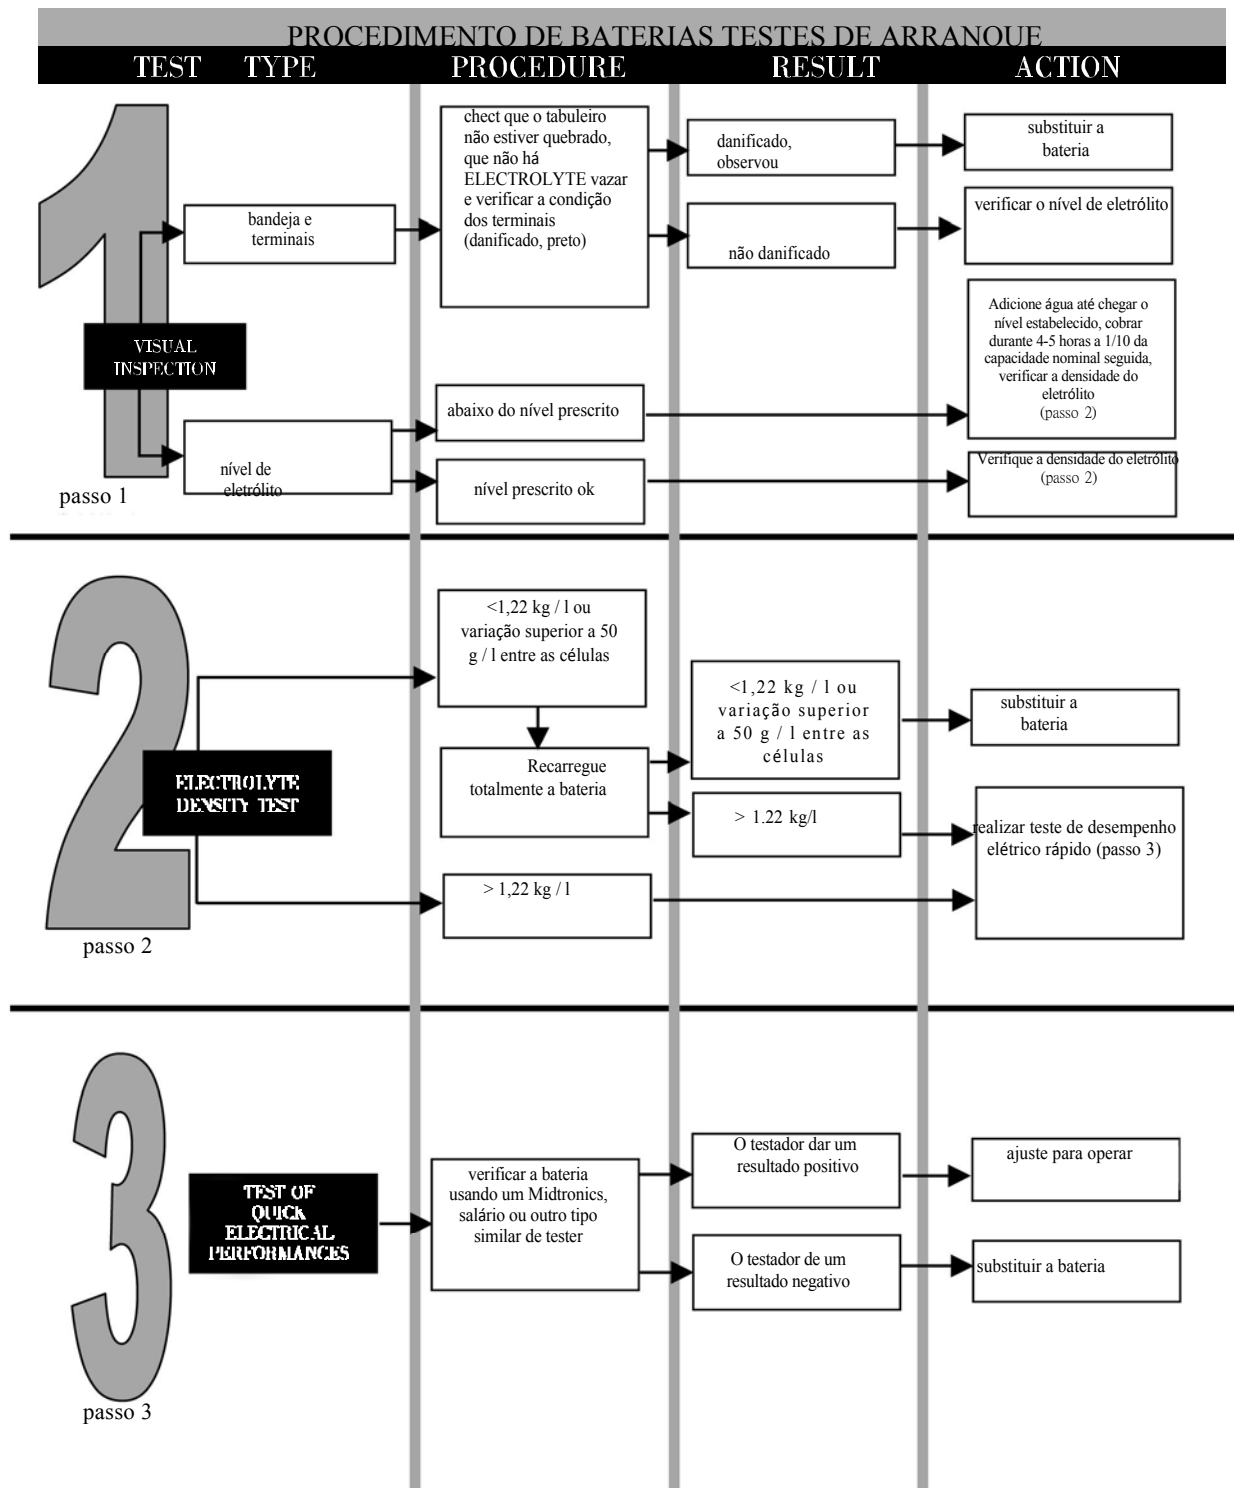 PROCEDIMENTO DE BATERIAS TESTES DE ARRANQUE
TEST TYPE PROCEDURE RESULT ACTION
1
VISUAL
INSPECTION
passo 1
bandeja e
terminais
chect que o tabuleiro
não estiver quebrado,
que não há
ELECTROLYTE vazar
e verificar a condição
dos terminais
(danificado, preto)
danificado,
observou
substituir a
bateria
não danificado
verificar o nível de eletrólito
nível de
eletrólito
abaixo do nível prescrito
Adicione água até chegar o
nível estabelecido, cobrar
durante 4-5 horas a 1/10 da
capacidade nominal seguida,
verificar a densidade do
eletrólito
(passo 2)
nível prescrito ok
Verifique a densidade do eletrólito
(passo 2)
2
ELECTROLYTE
DENSITY TEST
passo 2
<1,22 kg / l ou
variação superior a 50
g / l entre as células
Recarregue
totalmente a bateria
<1,22 kg / l ou
variação superior
a 50 g / l entre as
células
substituir a
bateria
> 1.22 kg/l
realizar teste de desempenho
elétrico rápido (passo 3)
> 1,22 kg / l
3
TEST OF
QUICK
ELECTRICAL
PERFORMANCES
passo 3
verificar a bateria
usando um Midtronics,
salário ou outro tipo
similar de tester
O testador dar um
resultado positivo
ajuste para operar
O testador de um
resultado negativo
substituir a bateria